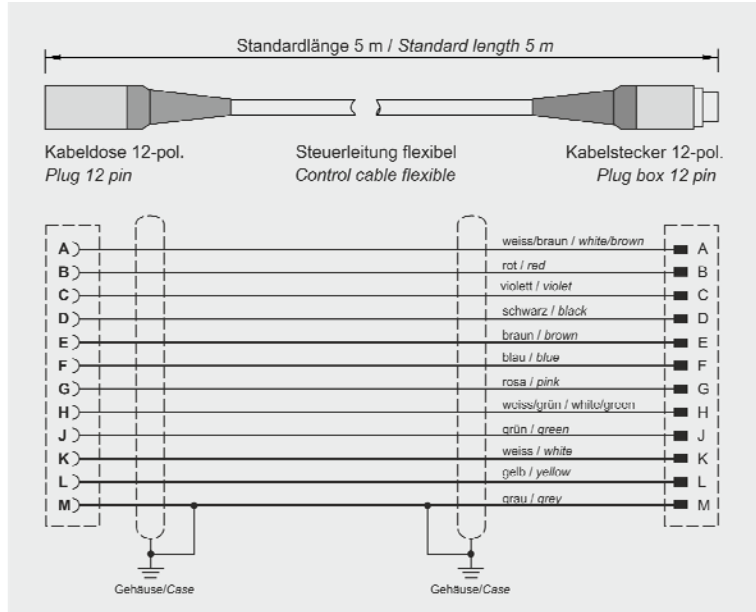 Standardlänge 5 m / Standard length 5 m
Kabeldose 12-pol.
Plug 12 pin
Steuerleitung flexibel
Control cable flexible
Kabelstecker 12-pol.
Plug box 12 pin
A weiss/braun / white/brown A
B rot / red B
C violett / violet C
D schwarz / black D
E braun / brown E
F blau / blue F
G rosa / pink G
H weiss/grün / white/green H
J grün / green J
K weiss / white K
L gelb / yellow L
M grau / grey M
Gehäuse/Case Gehäuse/Case